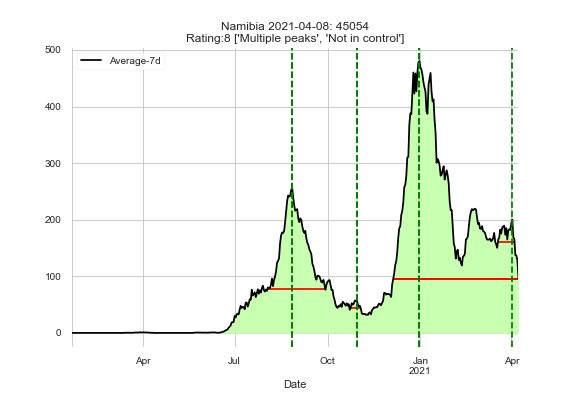 Namibia 2021-04-08: 45054
Rating:8 ['Multiple peaks', 'Not in control']
Average-7d
500
400
300
200
100
0
Apr
Jul
Oct
Jan
2021
Apr
Date